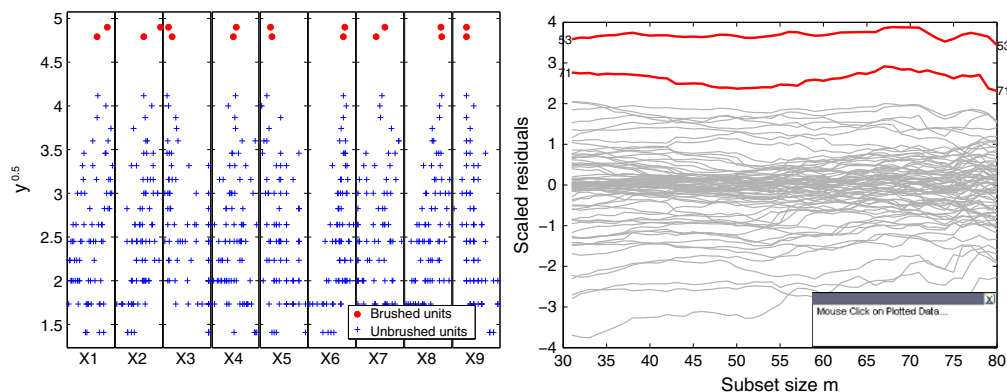 5
4.5
4
3.5
3
2.5
2
1.5
y^0.5
X1 X2 X3 X4 X5 X6 X7 X8 X9
Brushed units
Unbrushed units
4
3
2
1
0
−1
−2
−3
−4
Scaled residuals
53
71
53
71
30 35 40 45 50 55 60 65 70 75 80
Subset size m
X
Mouse Click on Plotted Data...